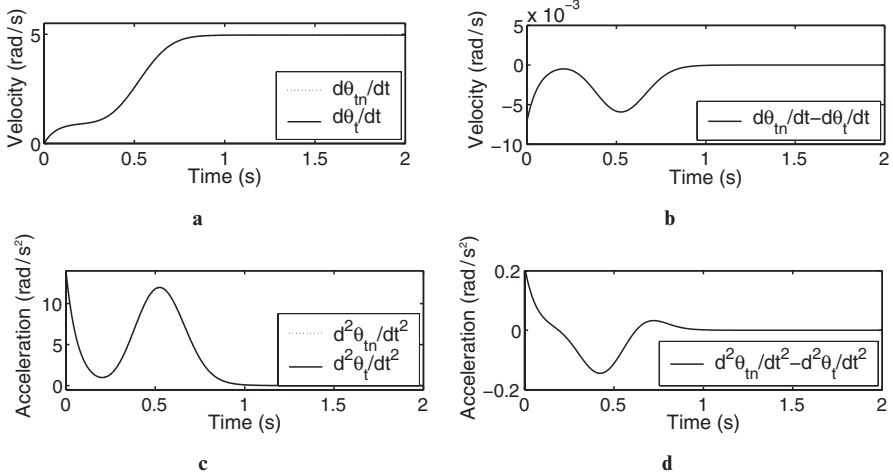 Velocity (rad / s)
5
0
0 0.5 1 1.5 2
Time (s)
dθtn/dt
dθt/dt
a
x 10⁻³
Velocity (rad / s)
5
0
−5
−10
0 0.5 1 1.5 2
Time (s)
dθtn/dt−dθt/dt
b
Acceleration (rad / s²)
10
5
0
0 0.5 1 1.5 2
Time (s)
d²θtn/dt²
d²θt/dt²
c
Acceleration (rad / s²)
0.2
0
−0.2
0 0.5 1 1.5 2
Time (s)
d²θtn/dt²−d²θt/dt²
d